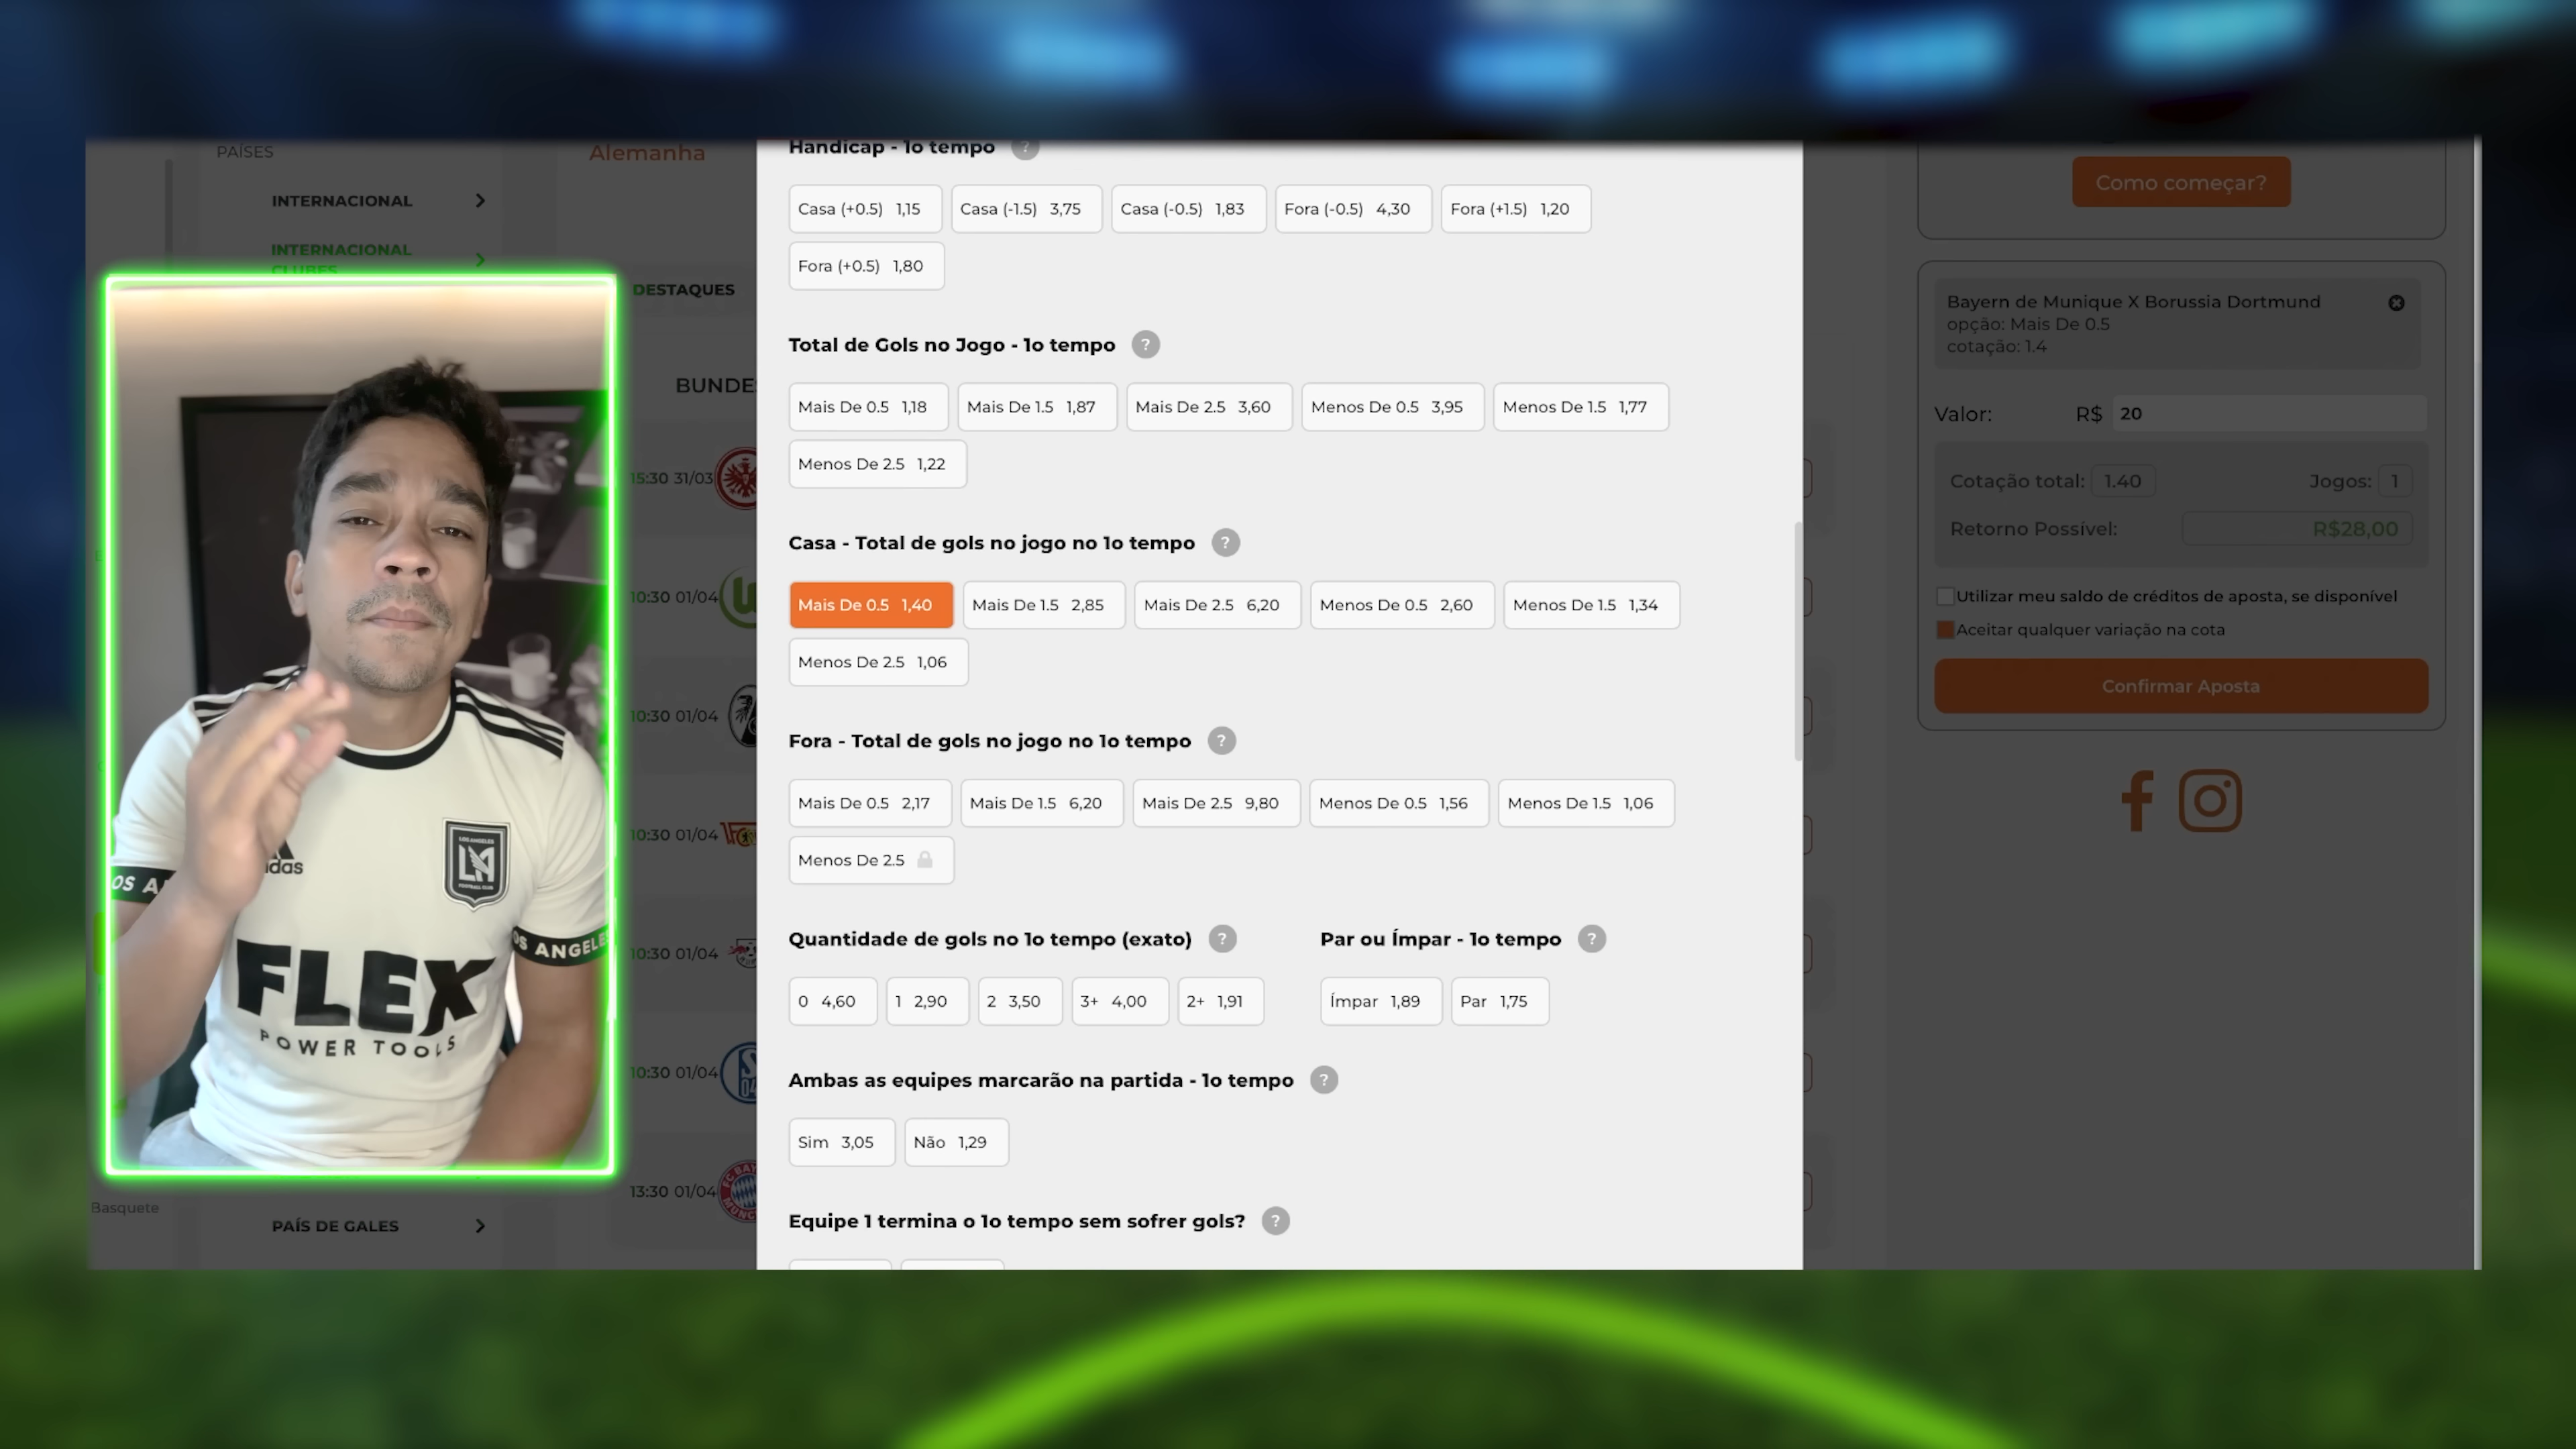 PAÍSES
INTERNACIONAL
INTERNACIONAL
CLUBES
Basquete
PAÍS DE GALES
Alemanha
DESTAQUES
BUNDE
15:30 31/03
10:30 01/04
10:30 01/04
10:30 01/04
10:30 01/04
10:30 01/04
13:30 01/04
OS A
das
LOS ANGELES
LA
FOOTBALL CLUB
OS ANGELE
FLEX
POWER TOOLS
Handicap - 1o tempo ?
Casa (+0.5) 1,15
Casa (-1.5) 3,75
Casa (-0.5) 1,83
Fora (-0.5) 4,30
Fora (+1.5) 1,20
Fora (+0.5) 1,80
Total de Gols no Jogo - 1o tempo ?
Mais De 0.5 1,18
Mais De 1.5 1,87
Mais De 2.5 3,60
Menos De 0.5 3,95
Menos De 1.5 1,77
Menos De 2.5 1,22
Casa - Total de gols no jogo no 1o tempo ?
Mais De 0.5 1,40
Mais De 1.5 2,85
Mais De 2.5 6,20
Menos De 0.5 2,60
Menos De 1.5 1,34
Menos De 2.5 1,06
Fora - Total de gols no jogo no 1o tempo ?
Mais De 0.5 2,17
Mais De 1.5 6,20
Mais De 2.5 9,80
Menos De 0.5 1,56
Menos De 1.5 1,06
Menos De 2.5
Quantidade de gols no 1o tempo (exato) ?
0 4,60
1 2,90
2 3,50
3+ 4,00
2+ 1,91
Par ou Ímpar - 1o tempo ?
Ímpar 1,89
Par 1,75
Ambas as equipes marcarão na partida - 1o tempo ?
Sim 3,05
Não 1,29
Equipe 1 termina o 1o tempo sem sofrer gols? ?
Como começar?
Bayern de Munique X Borussia Dortmund
opção: Mais De 0.5
cotação: 1.4
Valor: R$ 20
Cotação total: 1.40 Jogos: 1
Retorno Possível: R$28,00
Utilizar meu saldo de créditos de aposta, se disponível
Aceitar qualquer variação na cota
Confirmar Aposta